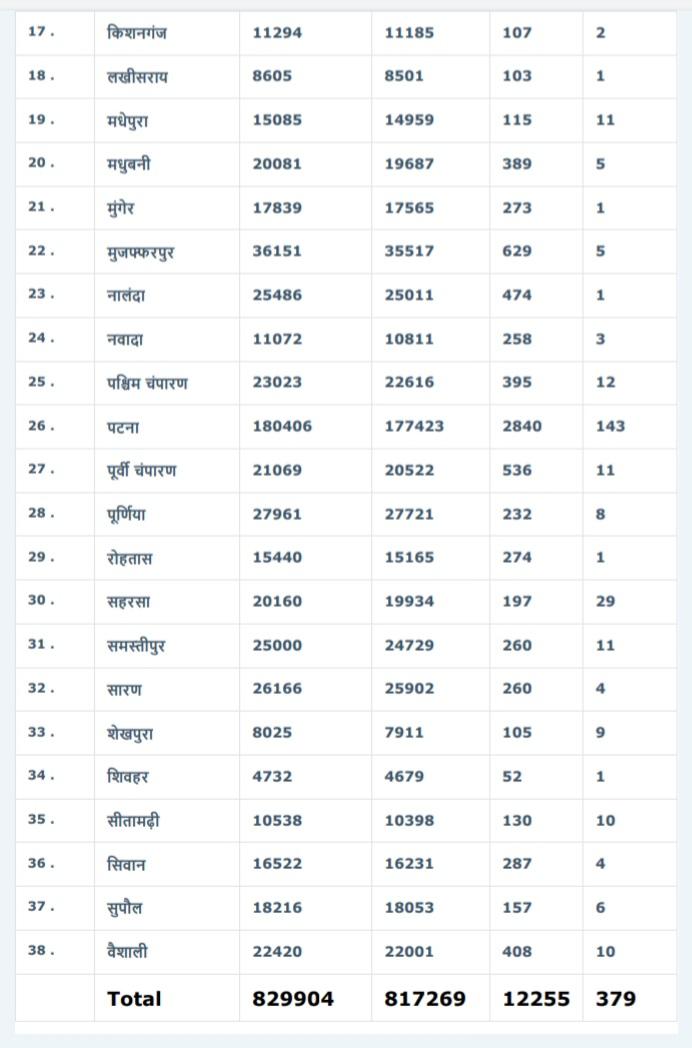 17 . किशनगंज 11294 11185 107 2
18 . लखीसराय 8605 8501 103 1
19 . मधेपुरा 15085 14959 115 11
20 . मधुबनी 20081 19687 389 5
21 . मुंगेर 17839 17565 273 1
22 . मुजफ्फरपुर 36151 35517 629 5
23 . नालंदा 25486 25011 474 1
24 . नवादा 11072 10811 258 3
25 . पश्चिम चंपारण 23023 22616 395 12
26 . पटना 180406 177423 2840 143
27 . पूर्वी चंपारण 21069 20522 536 11
28 . पूर्णिया 27961 27721 232 8
29 . रोहतास 15440 15165 274 1
30 . सहरसा 20160 19934 197 29
31 . समस्तीपुर 25000 24729 260 11
32 . सारण 26166 25902 260 4
33 . शेखपुरा 8025 7911 105 9
34 . शिवहर 4732 4679 52 1
35 . सीतामढ़ी 10538 10398 130 10
36 . सिवान 16522 16231 287 4
37 . सुपौल 18216 18053 157 6
38 . वैशाली 22420 22001 408 10
Total 829904 817269 12255 379